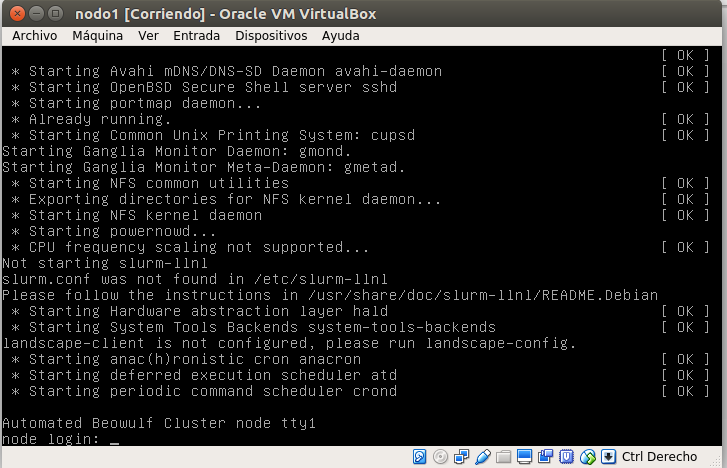 nodo1 [Corriendo] - Oracle VM VirtualBox
Archivo Máquina Ver Entrada Dispositivos Ayuda
[ OK ]
* Starting Avahi mDNS/DNS-SD Daemon avahi-daemon [ OK ]
* Starting OpenBSD Secure Shell server sshd [ OK ]
* Starting portmap daemon...
* Already running. [ OK ]
* Starting Common Unix Printing System: cupsd [ OK ]
Starting Ganglia Monitor Daemon: gmond.
Starting Ganglia Monitor Meta-Daemon: gmetad.
* Starting NFS common utilities [ OK ]
* Exporting directories for NFS kernel daemon... [ OK ]
* Starting NFS kernel daemon [ OK ]
* Starting powernowd...
* CPU frequency scaling not supported... [ OK ]
Not starting slurm-llnl
slurm.conf was not found in /etc/slurm-llnl
Please follow the instructions in /usr/share/doc/slurm-llnl/README.Debian
* Starting Hardware abstraction layer hald [ OK ]
* Starting System Tools Backends system-tools-backends [ OK ]
landscape-client is not configured, please run landscape-config.
* Starting anac(h)ronistic cron anacron [ OK ]
* Starting deferred execution scheduler atd [ OK ]
* Starting periodic command scheduler crond [ OK ]
Automated Beowulf Cluster node tty1
node login: _
Ctrl Derecho